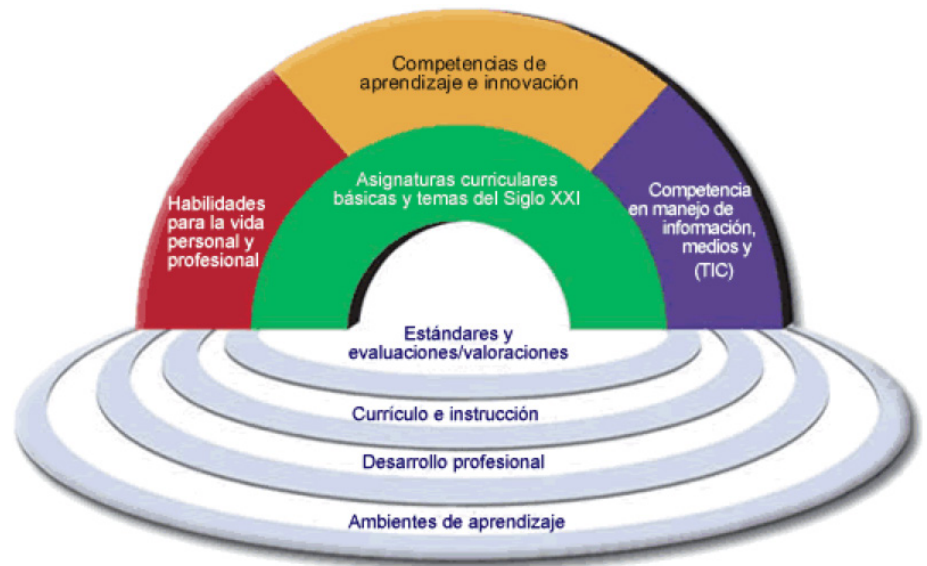 Competencias de
aprendizaje e innovación
Asignaturas curriculares
básicas y temas del Siglo XXI
Habilidades
para la vida
personal y
profesional
Competencia
en manejo de
información,
medios y
(TIC)
Estándares y
evaluaciones/valoraciones
Currículo e instrucción
Desarrollo profesional
Ambientes de aprendizaje